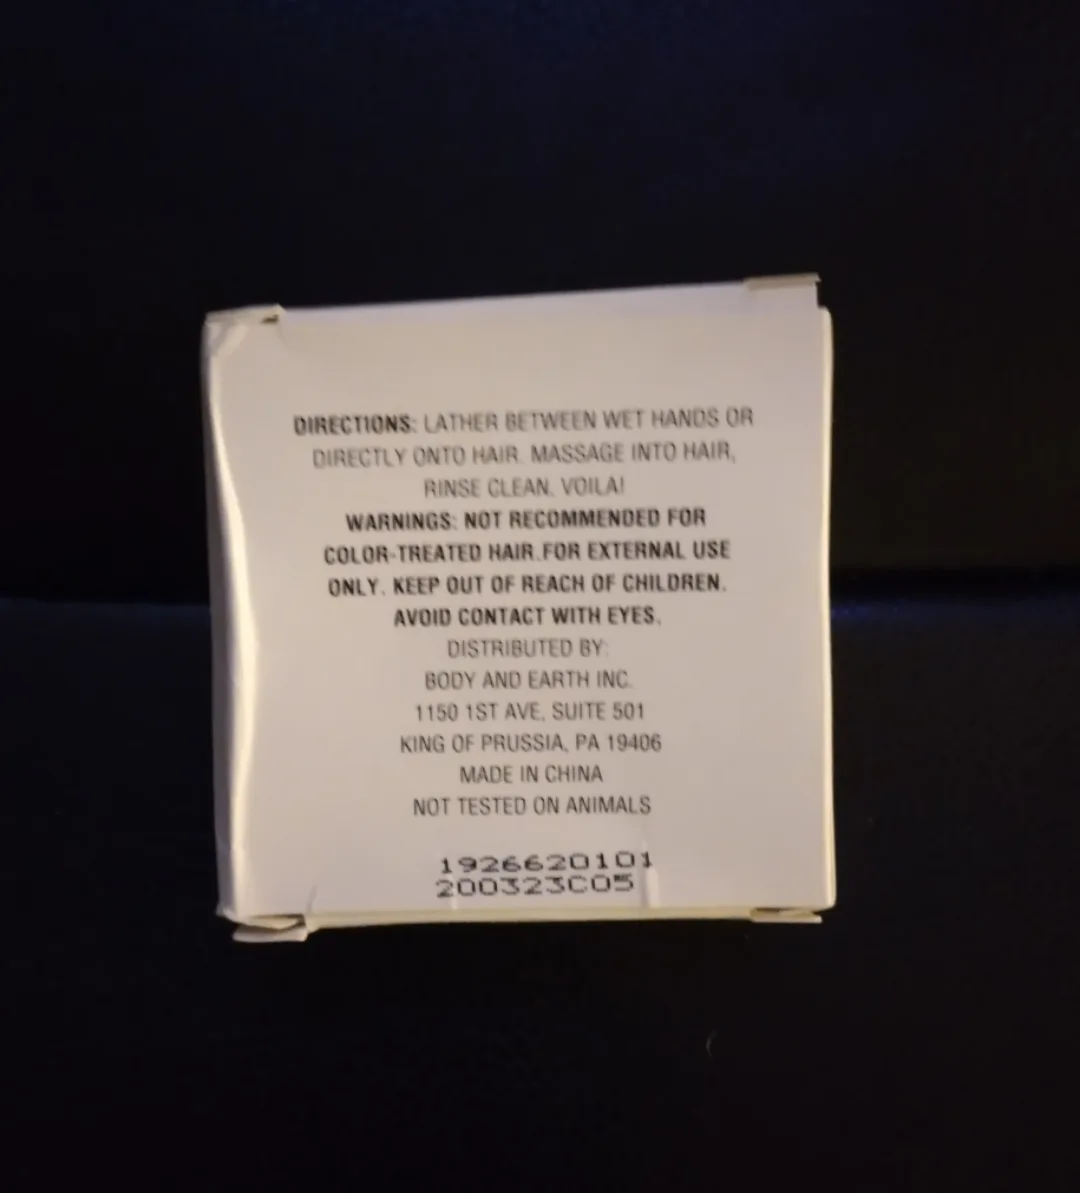 DIRECTIONS: LATHER BETWEEN WET HANDS OR
DIRECTLY ONTO HAIR. MASSAGE INTO HAIR,
RINSE CLEAN. VOILA!
WARNINGS: NOT RECOMMENDED FOR
COLOR-TREATED HAIR.FOR EXTERNAL USE
ONLY. KEEP OUT OF REACH OF CHILDREN.
AVOID CONTACT WITH EYES.
DISTRIBUTED BY:
BODY AND EARTH INC.
1150 1ST AVE, SUITE 501
KING OF PRUSSIA, PA 19406
MADE IN CHINA
NOT TESTED ON ANIMALS
1926620101
200323C05